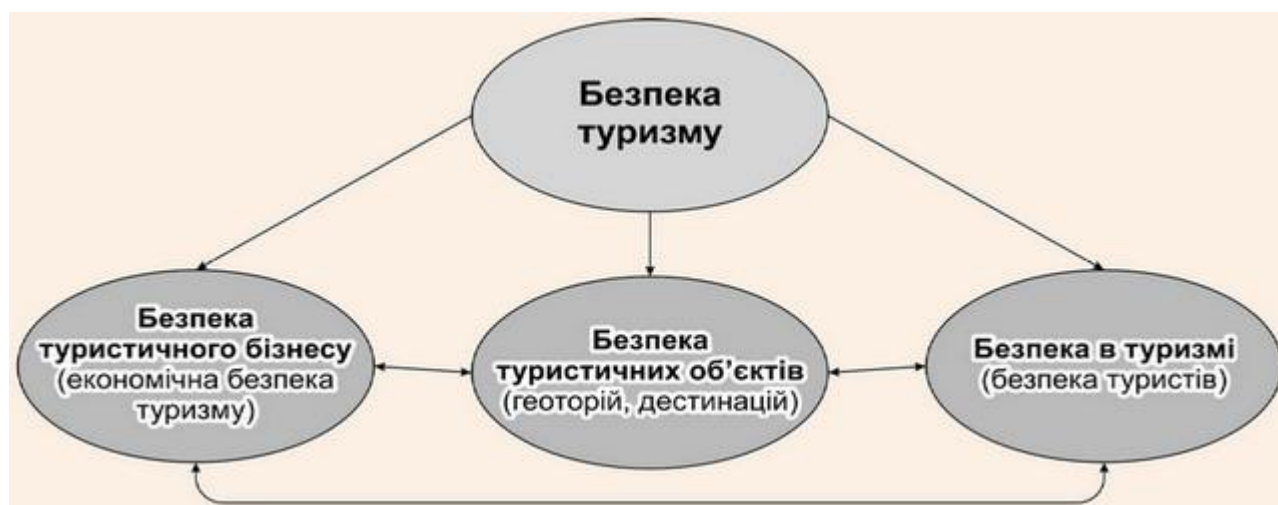 Безпека
туризму
Безпека
туристичного бізнесу
(економічна безпека
туризму)
Безпека
туристичних об’єктів
(геоторій, дестинацій)
Безпека в туризмі
(безпека туристів)